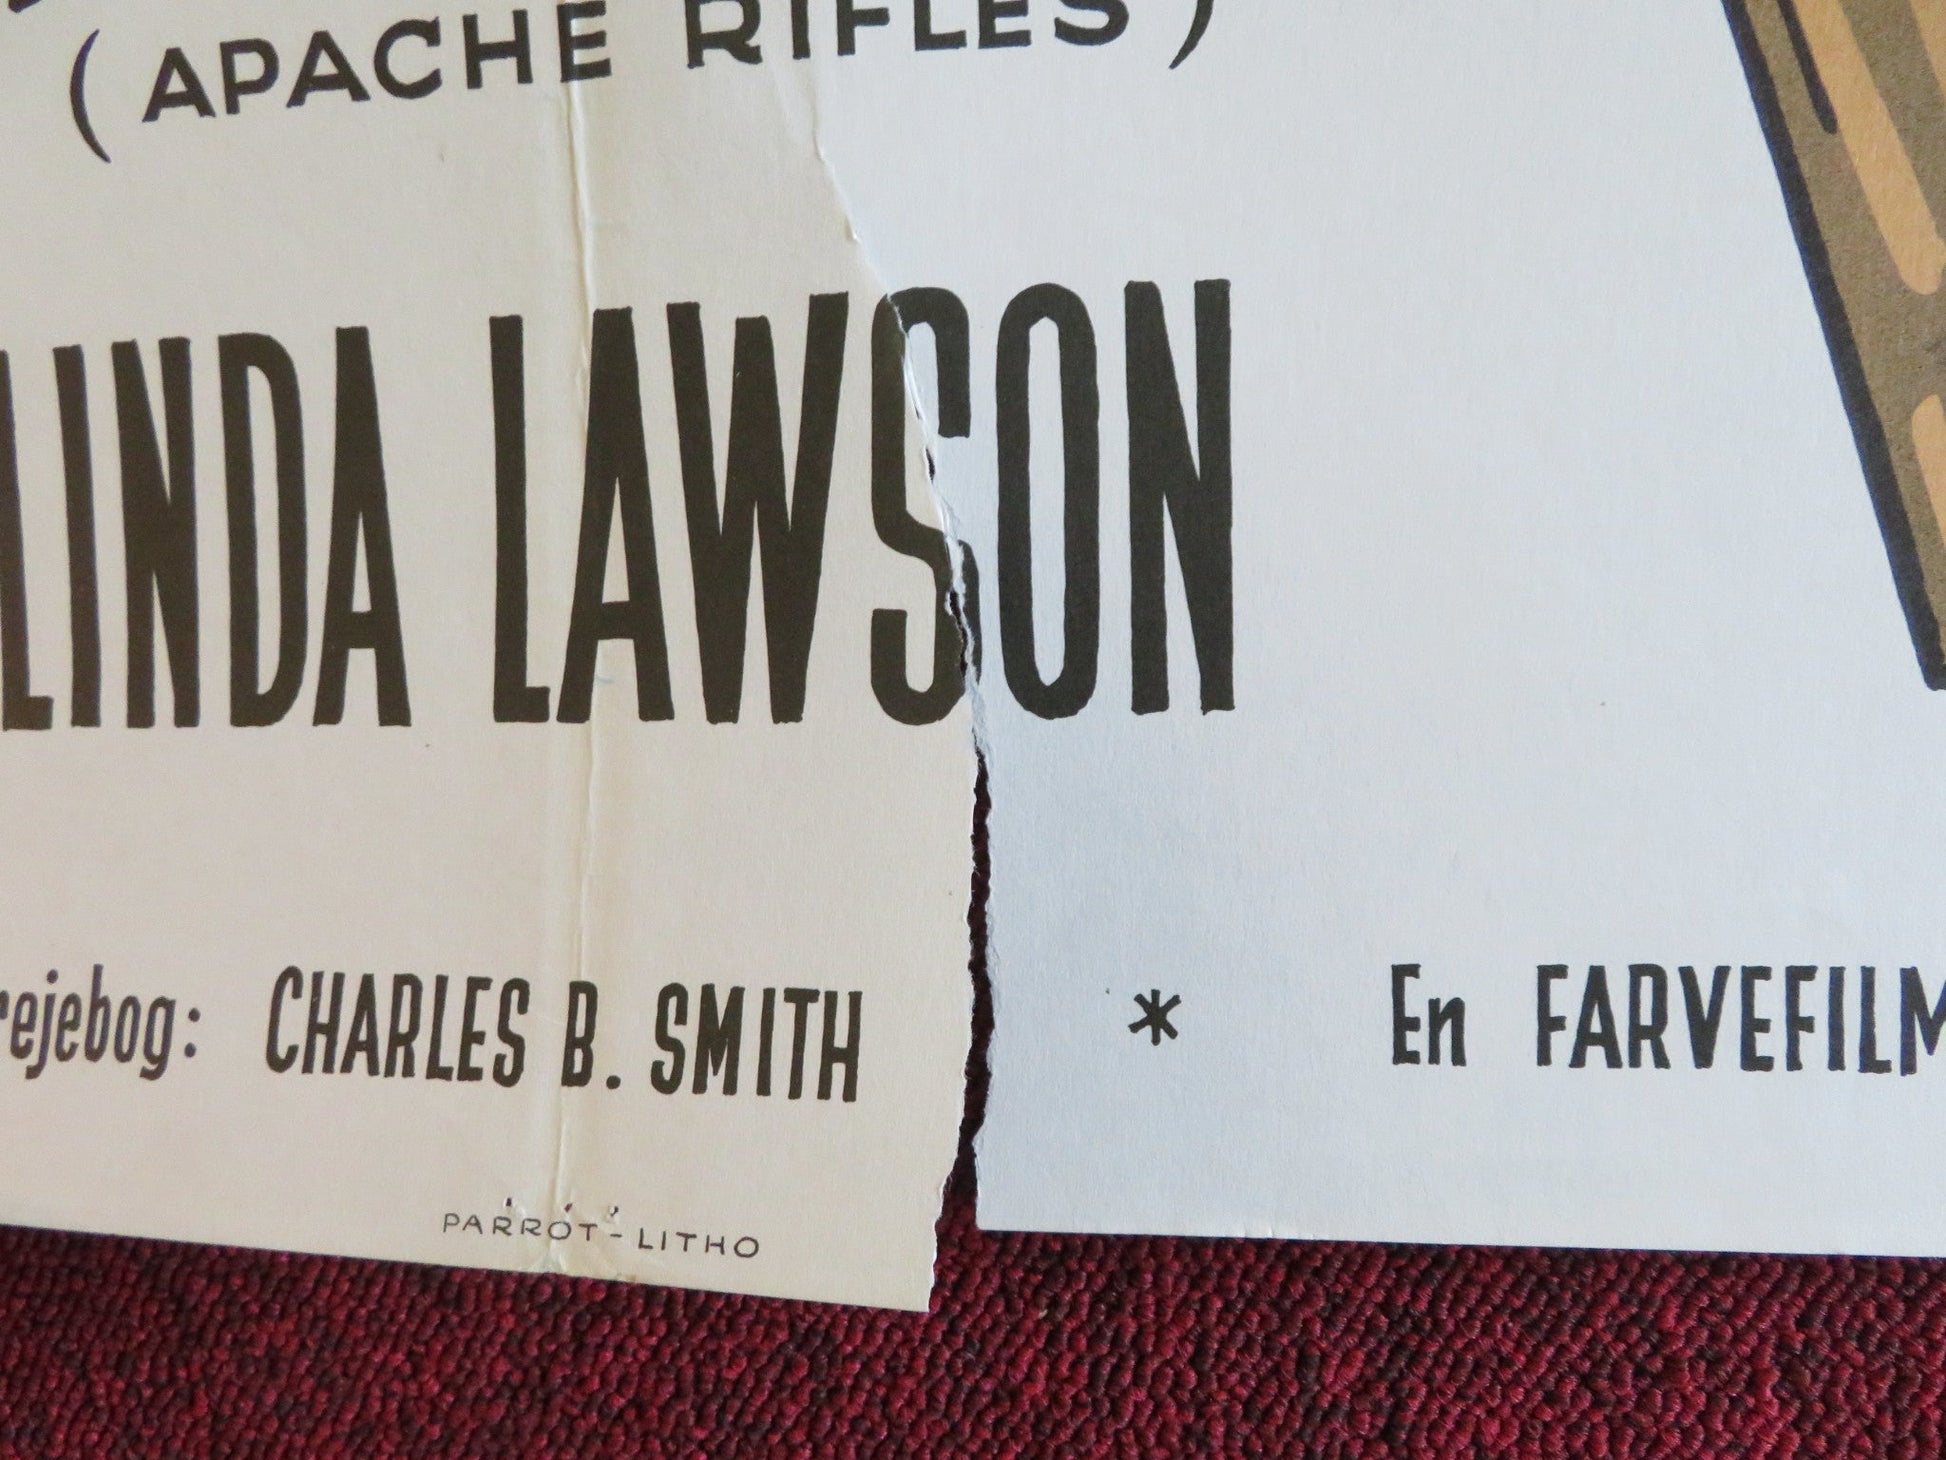 ( APACHE RIFLES )
LINDA LAWSON
rejebog: CHARLES B. SMITH * En FARVEFILM
PARROT-LITHO